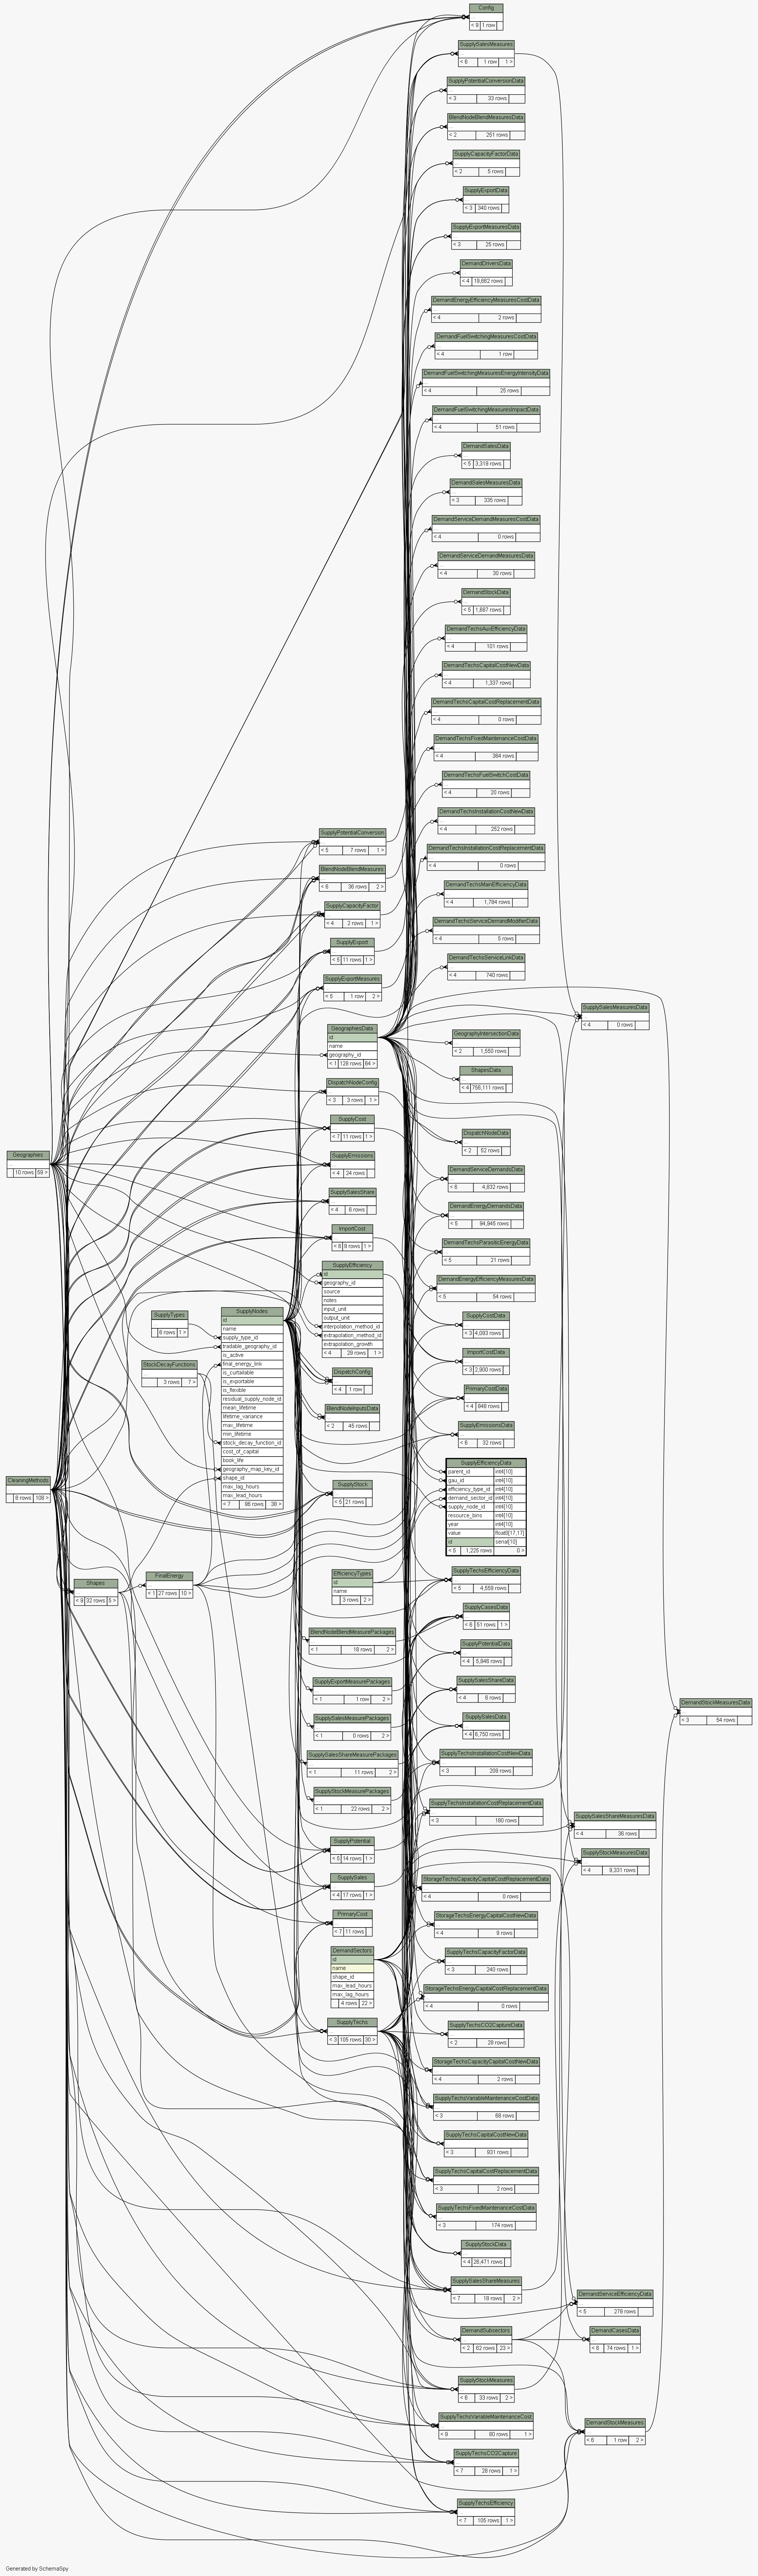 Config
...
< 9 1 row
SupplySalesMeasures
...
< 6 1 row 1 >
SupplyPotentialConversionData
...
< 3 33 rows
BlendNodeBlendMeasuresData
...
< 2 251 rows
SupplyCapacityFactorData
...
< 2 5 rows
SupplyExportData
...
< 3 340 rows
SupplyExportMeasuresData
...
< 3 25 rows
DemandDriversData
...
< 4 19,662 rows
DemandEnergyEfficiencyMeasuresCostData
...
< 4 2 rows
DemandFuelSwitchingMeasuresCostData
...
< 4 1 row
DemandFuelSwitchingMeasuresEnergyIntensityData
...
< 4 25 rows
DemandFuelSwitchingMeasuresImpactData
...
< 4 51 rows
DemandSalesData
...
< 5 3,319 rows
DemandSalesMeasuresData
...
< 3 335 rows
DemandServiceDemandMeasuresCostData
...
< 4 0 rows
DemandServiceDemandMeasuresData
...
< 4 30 rows
DemandStockData
...
< 5 1,887 rows
DemandTechsAuxEfficiencyData
...
< 4 101 rows
DemandTechsCapitalCostNewData
...
< 4 1,337 rows
DemandTechsCapitalCostReplacementData
...
< 4 0 rows
DemandTechsFixedMaintenanceCostData
...
< 4 364 rows
DemandTechsFuelSwitchCostData
...
< 4 20 rows
DemandTechsInstallationCostNewData
...
< 4 252 rows
DemandTechsInstallationCostReplacementData
...
< 4 0 rows
DemandTechsMainEfficiencyData
...
< 4 1,784 rows
DemandTechsServiceDemandModifierData
...
< 4 5 rows
DemandTechsServiceLinkData
...
< 4 740 rows
SupplyPotentialConversion
...
< 5 7 rows 1 >
BlendNodeBlendMeasures
...
< 6 36 rows 2 >
SupplyCapacityFactor
...
< 4 2 rows 1 >
SupplyExport
...
< 5 11 rows 1 >
SupplyExportMeasures
...
< 5 1 row 2 >
SupplySalesMeasuresData
...
< 4 0 rows
GeographiesData
id
name
geography_id
< 1 128 rows 64 >
GeographyIntersectionData
...
< 2 1,550 rows
ShapesData
...
< 4 756,111 rows
DispatchNodeConfig
...
< 3 3 rows 1 >
SupplyCost
...
< 7 11 rows 1 >
DispatchNodeData
...
< 2 52 rows
Geographies
...
10 rows 59 >
SupplyEmissions
...
< 4 24 rows
DemandServiceDemandsData
...
< 6 4,832 rows
SupplySalesShare
...
< 4 6 rows
DemandEnergyDemandsData
...
< 5 94,945 rows
ImportCost
...
< 8 9 rows 1 >
DemandTechsParasiticEnergyData
...
< 5 21 rows
SupplyEfficiency
id
geography_id
source
notes
input_unit
output_unit
interpolation_method_id
extrapolation_method_id
extrapolation_growth
< 4 29 rows 1 >
DemandEnergyEfficiencyMeasuresData
...
< 5 54 rows
SupplyTypes
...
6 rows 1 >
StockDecayFunctions
...
3 rows 7 >
SupplyNodes
id
name
supply_type_id
tradable_geography_id
is_active
final_energy_link
is_curtailable
is_exportable
is_flexible
residual_supply_node_id
mean_lifetime
lifetime_variance
max_lifetime
min_lifetime
stock_decay_function_id
cost_of_capital
book_life
geography_map_key_id
shape_id
max_lag_hours
max_lead_hours
< 7 86 rows 38 >
SupplyCostData
...
< 3 4,093 rows
ImportCostData
...
< 3 2,900 rows
DispatchConfig
...
< 4 1 row
PrimaryCostData
...
< 4 848 rows
BlendNodeInputsData
...
< 2 45 rows
SupplyEmissionsData
...
< 6 32 rows
CleaningMethods
...
8 rows 108 >
SupplyStock
...
< 5 21 rows
SupplyEfficiencyData
parent_id int4[10]
gau_id int4[10]
efficiency_type_id int4[10]
demand_sector_id int4[10]
supply_node_id int4[10]
resource_bins int4[10]
year int4[10]
value float8[17,17]
id serial[10]
< 5 1,225 rows 0 >
Shapes
...
< 9 32 rows 5 >
FinalEnergy
...
< 1 27 rows 10 >
EfficiencyTypes
id
name
3 rows 2 >
SupplyTechsEfficiencyData
...
< 5 4,559 rows
SupplyCasesData
...
< 6 51 rows 1 >
BlendNodeBlendMeasurePackages
...
< 1 18 rows 2 >
SupplyPotentialData
...
< 4 5,846 rows
SupplyExportMeasurePackages
...
< 1 1 row 2 >
SupplySalesShareData
...
< 4 6 rows
SupplySalesMeasurePackages
...
< 1 0 rows 2 >
SupplySalesData
...
< 4 6,750 rows
DemandStockMeasuresData
...
< 3 54 rows
SupplySalesShareMeasurePackages
...
< 1 11 rows 2 >
SupplyTechsInstallationCostNewData
...
< 3 209 rows
SupplyStockMeasurePackages
...
< 1 22 rows 2 >
SupplyTechsInstallationCostReplacementData
...
< 3 180 rows
SupplySalesShareMeasuresData
...
< 4 36 rows
SupplyPotential
...
< 5 14 rows 1 >
SupplyStockMeasuresData
...
< 4 9,331 rows
SupplySales
...
< 4 17 rows 1 >
StorageTechsCapacityCapitalCostReplacementData
...
< 4 0 rows
PrimaryCost
...
< 7 11 rows
StorageTechsEnergyCapitalCostNewData
...
< 4 9 rows
DemandSectors
id
name
shape_id
max_lead_hours
max_lag_hours
4 rows 22 >
SupplyTechsCapacityFactorData
...
< 3 240 rows
StorageTechsEnergyCapitalCostReplacementData
...
< 4 0 rows
SupplyTechs
...
< 3 105 rows 30 >
SupplyTechsCO2CaptureData
...
< 2 28 rows
StorageTechsCapacityCapitalCostNewData
...
< 4 2 rows
SupplyTechsVariableMaintenanceCostData
...
< 3 68 rows
SupplyTechsCapitalCostNewData
...
< 3 931 rows
SupplyTechsCapitalCostReplacementData
...
< 3 2 rows
SupplyTechsFixedMaintenanceCostData
...
< 3 174 rows
SupplyStockData
...
< 4 26,471 rows
SupplySalesShareMeasures
...
< 7 18 rows 2 >
DemandServiceEfficiencyData
...
< 5 276 rows
DemandSubsectors
...
< 2 62 rows 23 >
DemandCasesData
...
< 6 74 rows 1 >
SupplyStockMeasures
...
< 6 33 rows 2 >
SupplyTechsVariableMaintenanceCost
...
< 9 80 rows 1 >
DemandStockMeasures
...
< 6 1 row 2 >
SupplyTechsCO2Capture
...
< 7 28 rows 1 >
SupplyTechsEfficiency
...
< 7 105 rows 1 >
Generated by SchemaSpy